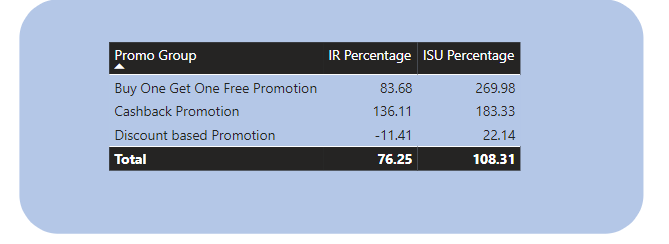 Promo Group IR Percentage ISU Percentage
Buy One Get One Free Promotion 83.68 269.98
Cashback Promotion 136.11 183.33
Discount based Promotion -11.41 22.14
Total 76.25 108.31